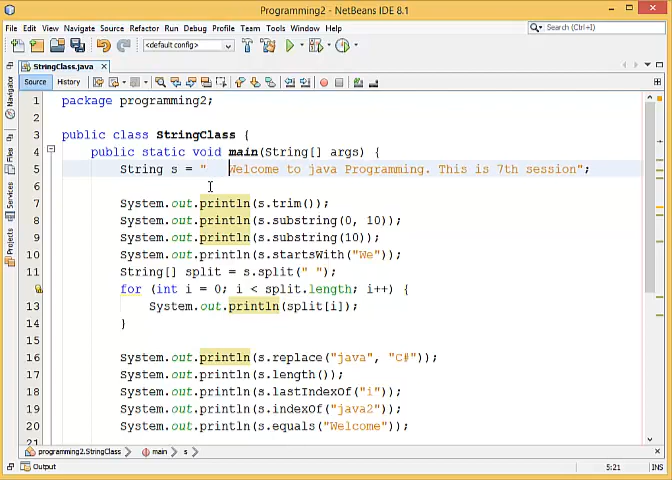 Programming2 - NetBeans IDE 8.1
File Edit View Navigate Source Refactor Run Debug Profile Team Tools Window Help
Search (Ctrl+I)
<default config>
StringClass.java
Source History
Navigator
Files
Services
Projects
1 package programming2;
2
3 public class StringClass {
4 public static void main(String[] args) {
5 String s = "   Welcome to java Programming. This is 7th session";
6
7 System.out.println(s.trim());
8 System.out.println(s.substring(0, 10));
9 System.out.println(s.substring(10));
10 System.out.println(s.startsWith("We"));
11 String[] split = s.split(" ");
for (int i = 0; i < split.length; i++) {
13 System.out.println(split[i]);
14 }
15
16 System.out.println(s.replace("java", "C#"));
17 System.out.println(s.length());
18 System.out.println(s.lastIndexOf("i"));
19 System.out.println(s.indexOf("java2"));
20 System.out.println(s.equals("Welcome"));
21
programming2.StringClass main s
Output
5:21 INS